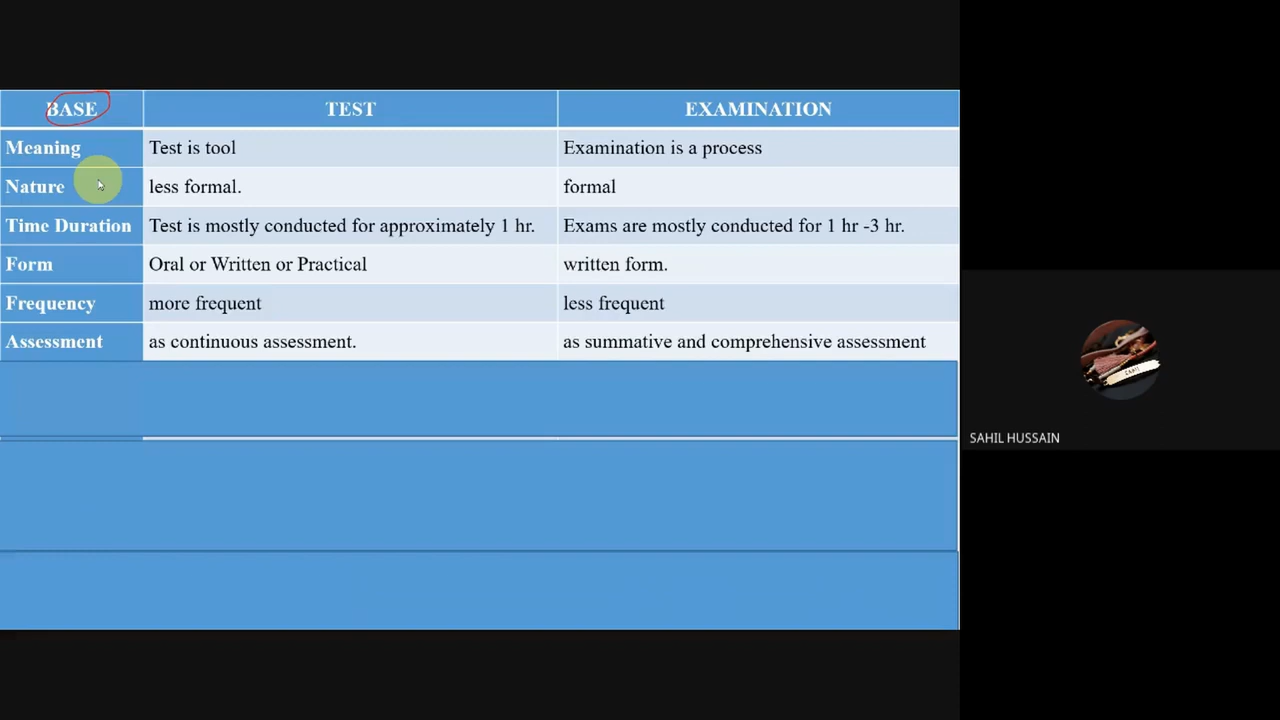 BASE TEST EXAMINATION
Meaning Test is tool Examination is a process
Nature less formal. formal
Time Duration Test is mostly conducted for approximately 1 hr. Exams are mostly conducted for 1 hr -3 hr.
Form Oral or Written or Practical written form.
Frequency more frequent less frequent
Assessment as continuous assessment. as summative and comprehensive assessment
SAHIL HUSSAIN